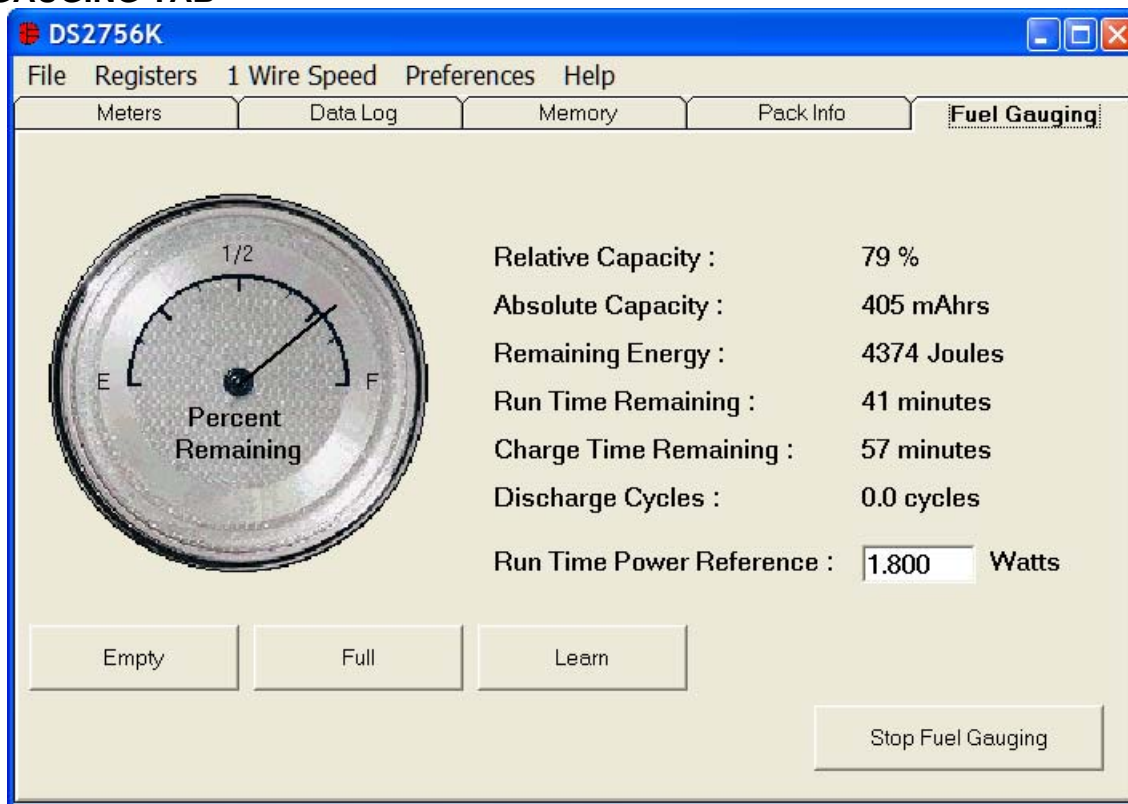 GAUGING TAB
DS2756K
File Registers 1 Wire Speed Preferences Help
Meters Data Log Memory Pack Info Fuel Gauging
1/2
E F
Percent
Remaining
Relative Capacity : 79 %
Absolute Capacity : 405 mAhrs
Remaining Energy : 4374 Joules
Run Time Remaining : 41 minutes
Charge Time Remaining : 57 minutes
Discharge Cycles : 0.0 cycles
Run Time Power Reference : 1.800 Watts
Empty Full Learn
Stop Fuel Gauging